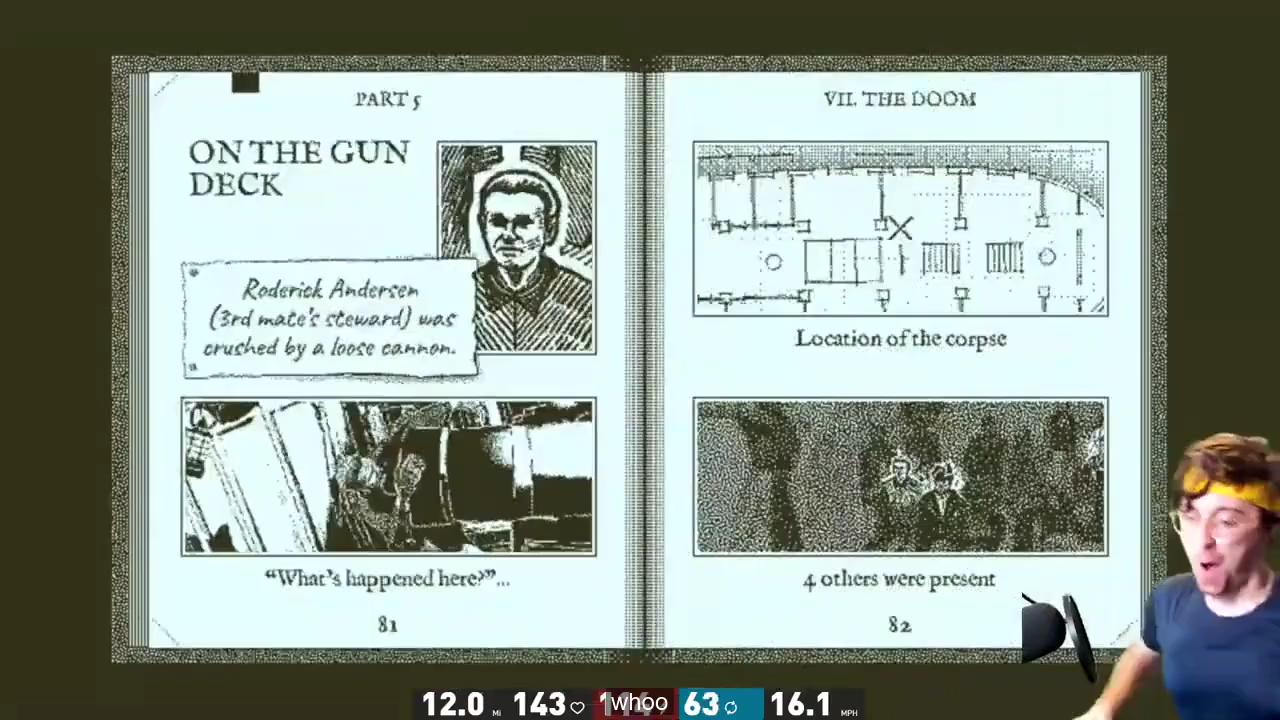 PART 5
ON THE GUN
DECK
Roderick Andersen
(3rd mate's steward) was
crushed by a loose cannon.
"What's happened here?"...
81
VII. THE DOOM
Location of the corpse
4 others were present
82
12.0 MI 143 whoo 63 16.1 MPH